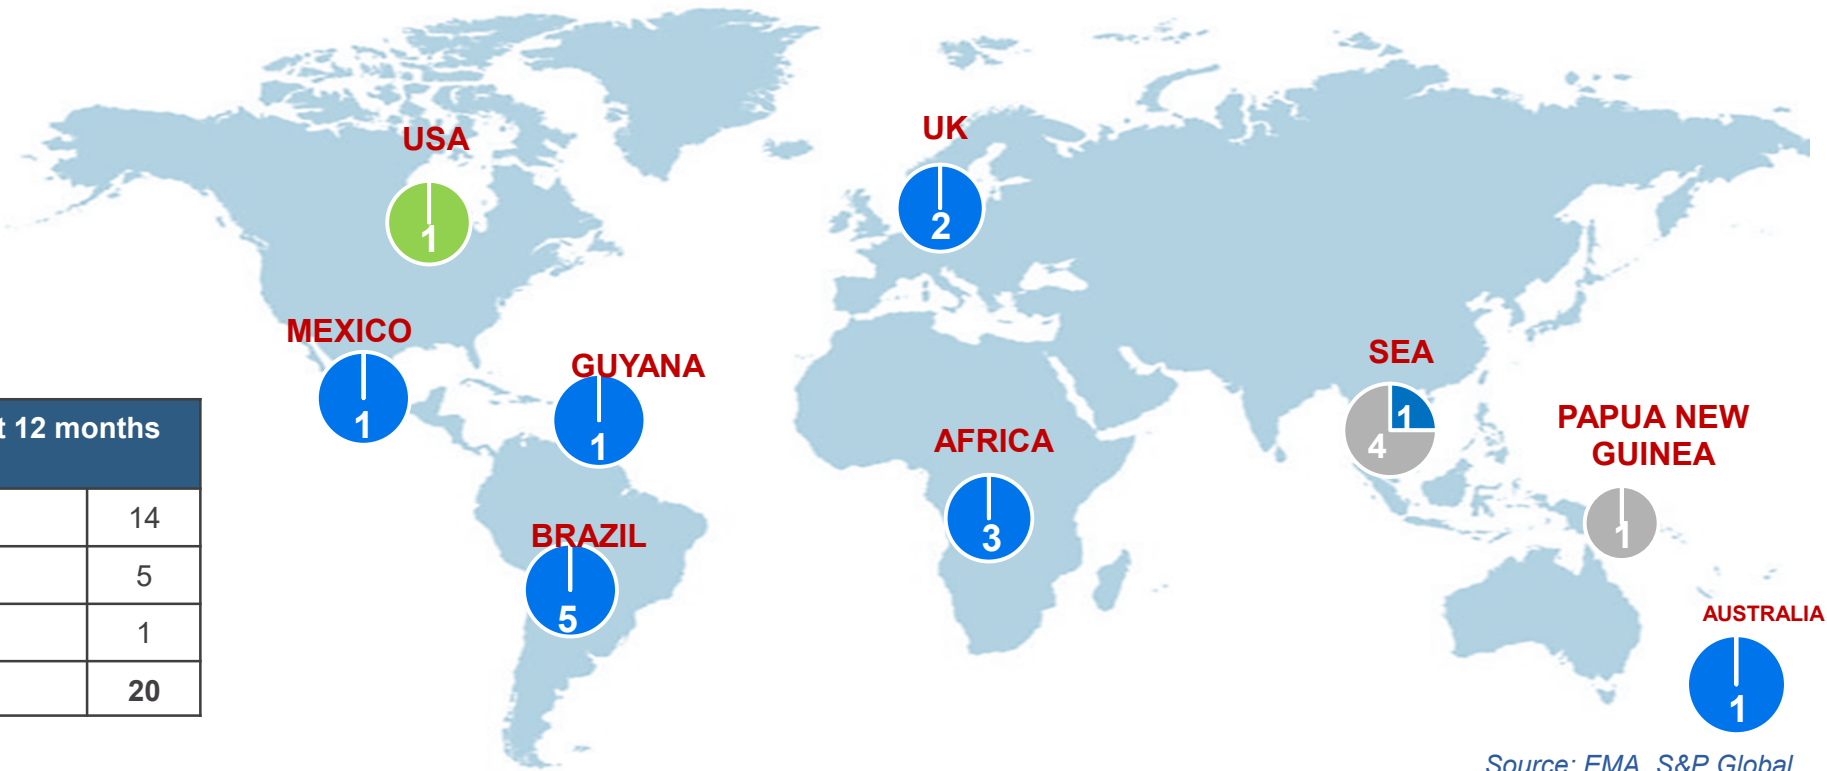 USA
1
UK
2
MEXICO
1
GUYANA
1
SEA
1
4
AFRICA
3
PAPUA NEW
GUINEA
1
BRAZIL
5
AUSTRALIA
1
12 months
14
5
1
20
Source: EMA, S&P Global